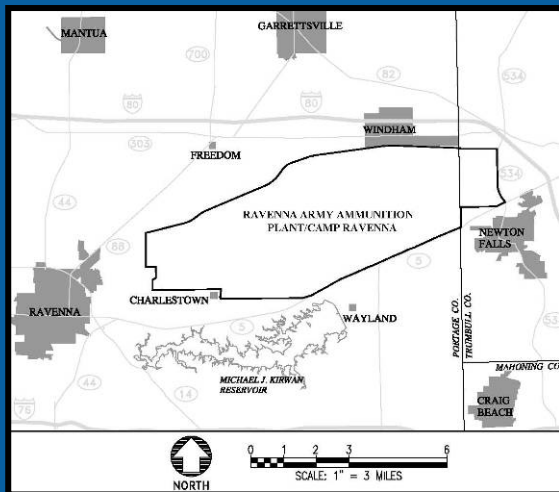 MANTUA
GARRETTSVILLE
700
82
534
80
80
WINDHAM
303
FREEDOM
534
44
RAVENNA ARMY AMMUNITION
PLANT/CAMP RAVENNA
88
NEWTON
FALLS
5
CHARLESTOWN
RAVENNA
WAYLAND
5
PORTAGE CO.
TRUMBULL CO.
MICHAEL J. KIRWAN
RESERVOIR
MAHONING CO
44
14
76
CRAIG
BEACH
0 1 2 3 6
SCALE: 1" = 3 MILES
NORTH